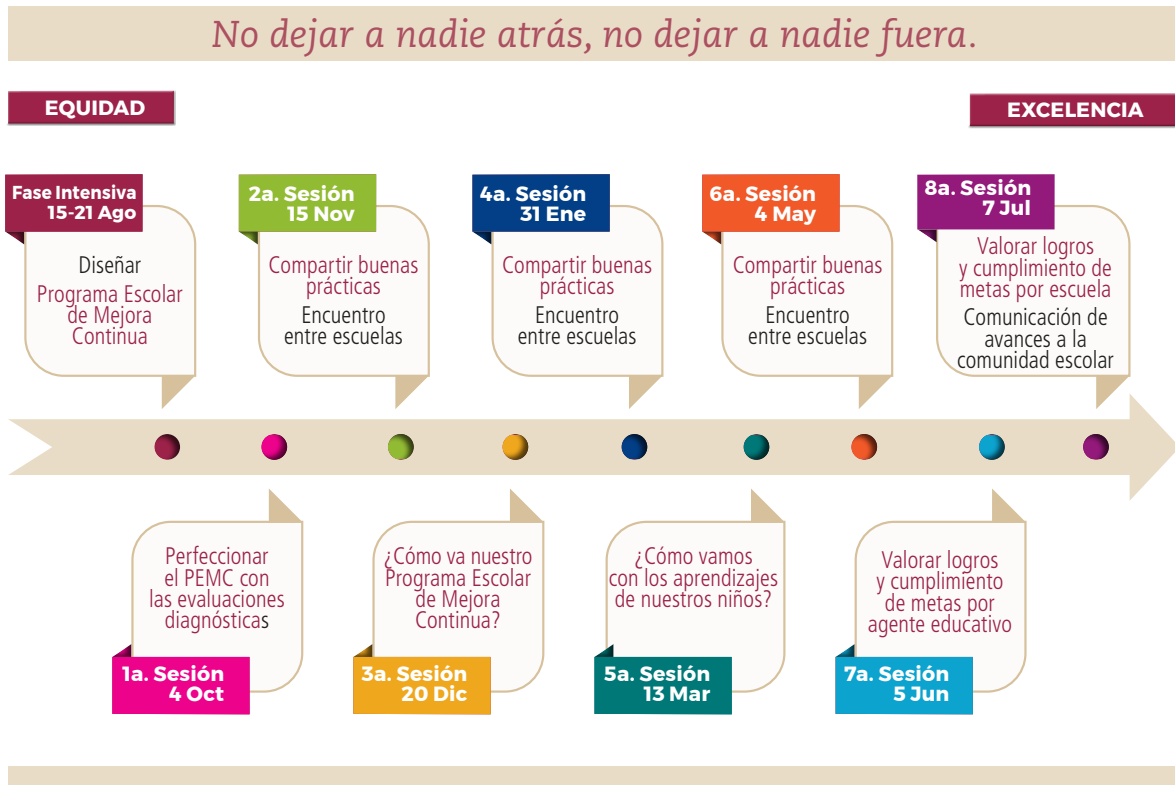 No dejar a nadie atrás, no dejar a nadie fuera.
EQUIDAD
EXCELENCIA
Fase Intensiva
15-21 Ago
Diseñar
Programa Escolar
de Mejora
Continua
2a. Sesión
15 Nov
Compartir buenas
prácticas
Encuentro
entre escuelas
4a. Sesión
31 Ene
Compartir buenas
prácticas
Encuentro
entre escuelas
6a. Sesión
4 May
Compartir buenas
prácticas
Encuentro
entre escuelas
8a. Sesión
7 Jul
Valorar logros
y cumplimiento de
metas por escuela
Comunicación de
avances a la
comunidad escolar
Perfeccionar
el PEMC con
las evaluaciones
diagnósticas
1a. Sesión
4 Oct
¿Cómo va nuestro
Programa Escolar
de Mejora
Continua?
3a. Sesión
20 Dic
¿Cómo vamos
con los aprendizajes
de nuestros niños?
5a. Sesión
13 Mar
Valorar logros
y cumplimiento
de metas por
agente educativo
7a. Sesión
5 Jun